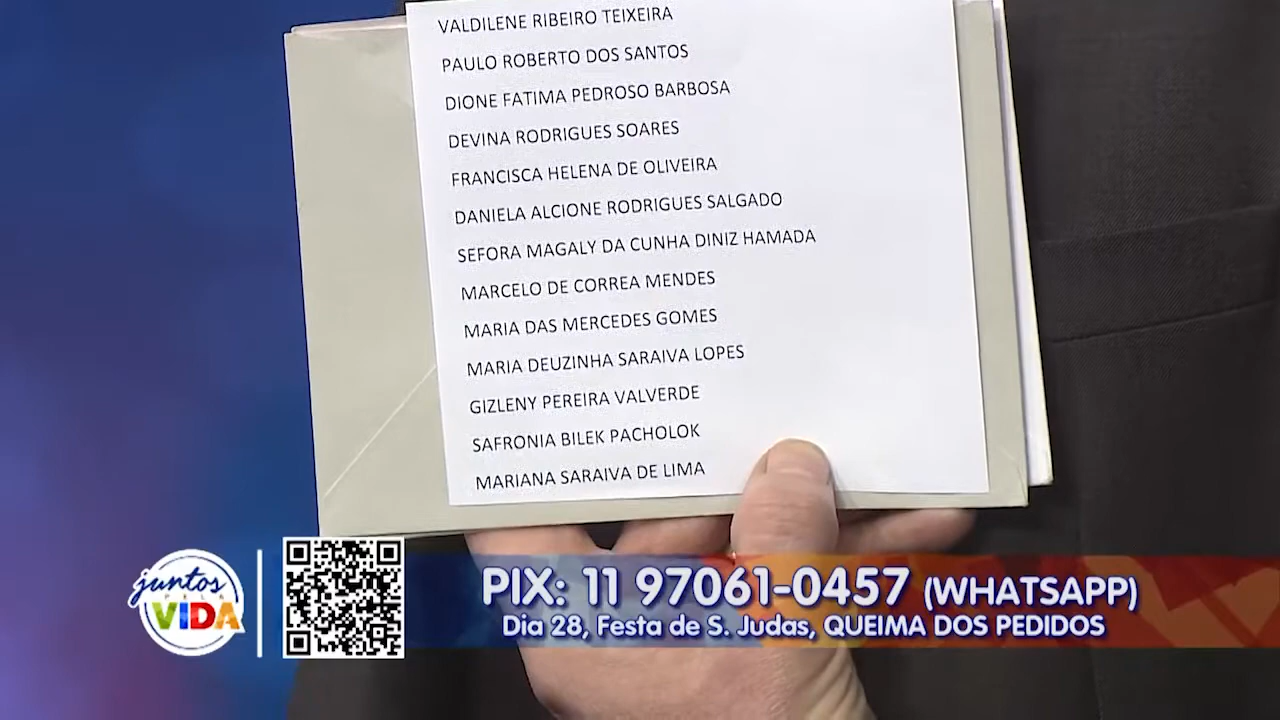 VALDILENE RIBEIRO TEIXEIRA
PAULO ROBERTO DOS SANTOS
DIONE FATIMA PEDROSO BARBOSA
DEVINA RODRIGUES SOARES
FRANCISCA HELENA DE OLIVEIRA
DANIELA ALCIONE RODRIGUES SALGADO
SEFORA MAGALY DA CUNHA DINIZ HAMADA
MARCELO DE CORREA MENDES
MARIA DAS MERCEDES GOMES
MARIA DEUZINHA SARAIVA LOPES
GIZLENY PEREIRA VALVERDE
SAFRONIA BILEK PACHOLOK
MARIANA SARAIVA DE LIMA
juntos
PELA
VIDA
PIX: 11 97061-0457 (WHATSAPP)
Dia 28, Festa de S. Judas, QUEIMA DOS PEDIDOS